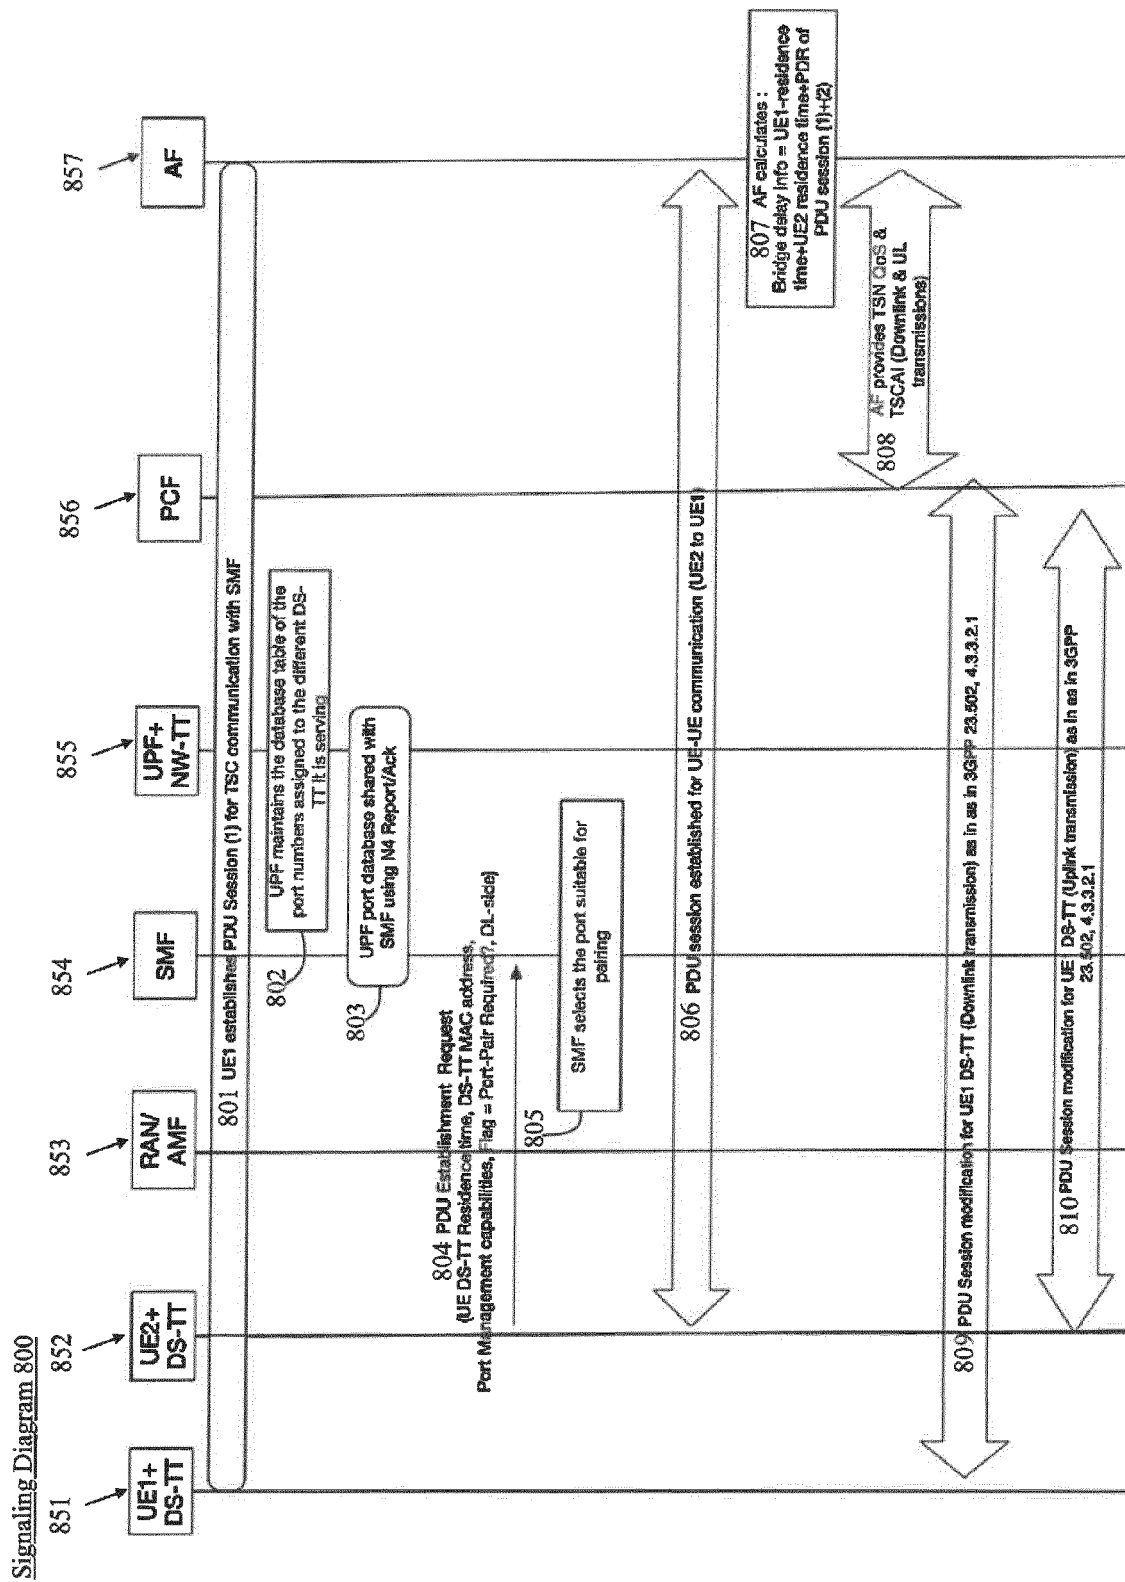 Signaling Diagram 800
851
852
853
854
855
856
857
UE1+
DS-TT
UE2+
DS-TT
RAN/
AMF
SMF
UPF+
NW-TT
PCF
AF
801 UE1 establishes PDU Session (1) for TSC communication with SMF
802
UPF maintains the database table of the
port numbers assigned to the different DS-
TT it is serving
803
UPF port database shared with
SMF using N4 Report/Ack
804 PDU Establishment Request
(UE DS-TT Residence time, DS-TT MAC address,
Port Management capabilities, Flag = Port-Pair Required?, DL-side)
805
SMF selects the port suitable for
pairing
806 PDU session established for UE-UE communication (UE2 to UE1)
807 AF calculates :
Bridge delay info = UE1-residence
time+UE2 residence time+PDR of
PDU session (1)+(2)
808
AF provides TSN QoS &
TSCAI (Downlink & UL
transmissions)
809 PDU Session modification for UE1 DS-TT (Downlink transmission) as in as in 3GPP 23.502, 4.3.3.2.1
810 PDU Session modification for UE DS-TT (Uplink transmission) as in as in 3GPP
23.502, 4.3.3.2.1